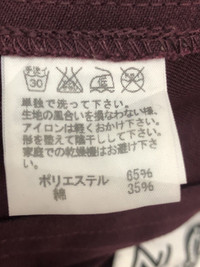 手洗イ
30
単独で洗って下さい。
生地の風合いを損なわない様、
アイロンは軽くおかけ下さい。
形を整えて陰干しして下さい。
家庭での乾燥機はお避け下さい。
ポリエステル 65%
綿 35%